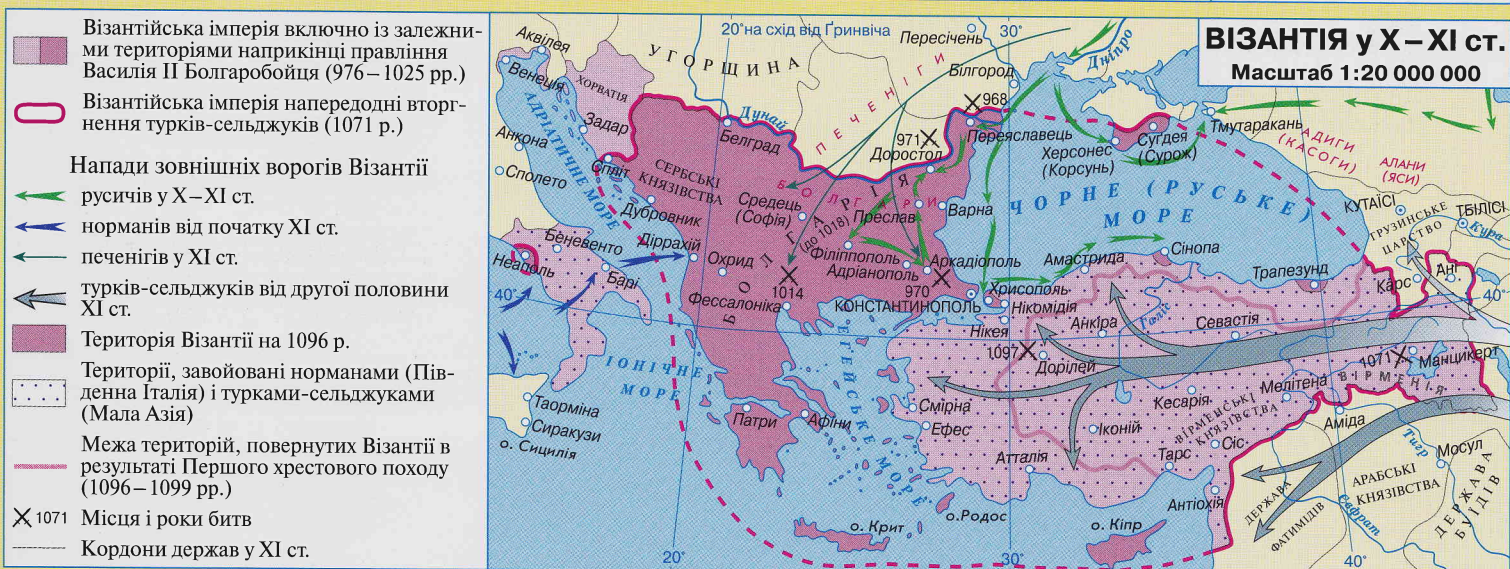 Візантійська імперія включно із залежни-
ми територіями наприкінці правління
Василія II Болгаробойця (976–1025 рр.)
Візантійська імперія напередодні вторг-
нення турків-сельджуків (1071 р.)
Напади зовнішніх ворогів Візантії
русичів у X–XI ст.
норманів від початку XI ст.
печенігів у XI ст.
турків-сельджуків від другої половини
XI ст.
Територія Візантії на 1096 р.
Території, завойовані норманами (Пів-
денна Італія) і турками-сельджуками
(Мала Азія)
Межа територій, повернутих Візантії в
результаті Першого хрестового походу
(1096–1099 рр.)
1071 Місця і роки битв
Кордони держав у XI ст.
ВІЗАНТІЯ у X–XI ст.
Масштаб 1:20 000 000
20° на схід від Ґринвіча
30°
Аквілея
Венеція
ХОРВАТІЯ
УГОРЩИНА
Пересічень
Білгород
Дніпро
АДРІАТИЧНЕ МОРЕ
Задар
Анкона
Сполето
Спліт
Белград
Дунай
ПЕЧЕНІГИ
968
971
Доростол
Переяславець
Херсонес
(Корсунь)
Сугдея
(Сурож)
Тмутаракань
АДИГИ
(КАСОГИ)
АЛАНИ
(ЯСИ)
СЕРБСЬКІ
КНЯЗІВСТВА
БОЛГАРИ
БОЛГАРІЯ
(до 1018)
Средець
(Софія)
Преслав
Варна
ЧОРНЕ (РУСЬКЕ)
МОРЕ
КУТАЇСІ
ТБІЛІСІ
ГРУЗИНСЬКЕ
ЦАРСТВО
Кура
Дубровник
Беневенто
Неаполь
Діррахій
Барі
Охрид
Філіппополь
Адріанополь
Аркадіополь
970
1014
Фессалоніка
КОНСТАНТИНОПОЛЬ
Хрисополь
Нікомідія
Нікея
Амастрида
Сінопа
Трапезунд
Карс
Ані
40°
40°
Анкіра
Галіс
Севастія
1097
Дорілей
1071
Манцикерт
ВІРМЕНІЯ
Мелітена
Кесарія
ВІРМЕНСЬКІ
КНЯЗІВСТВА
ІОНІЧНЕ
МОРЕ
ЕГЕЙСЬКЕ МОРЕ
Таорміна
Сиракузи
о. Сицилія
Патри
Афіни
Смірна
Ефес
Іконій
Атталія
Тарс
Сіс
Аміда
Тигр
Мосул
Антіохія
АРАБСЬКІ
КНЯЗІВСТВА
ДЕРЖАВА
ФАТИМІДІВ
Євфрат
ДЕРЖАВА
БУЇДІВ
о. Крит
о. Родос
о. Кіпр
20°
30°
40°